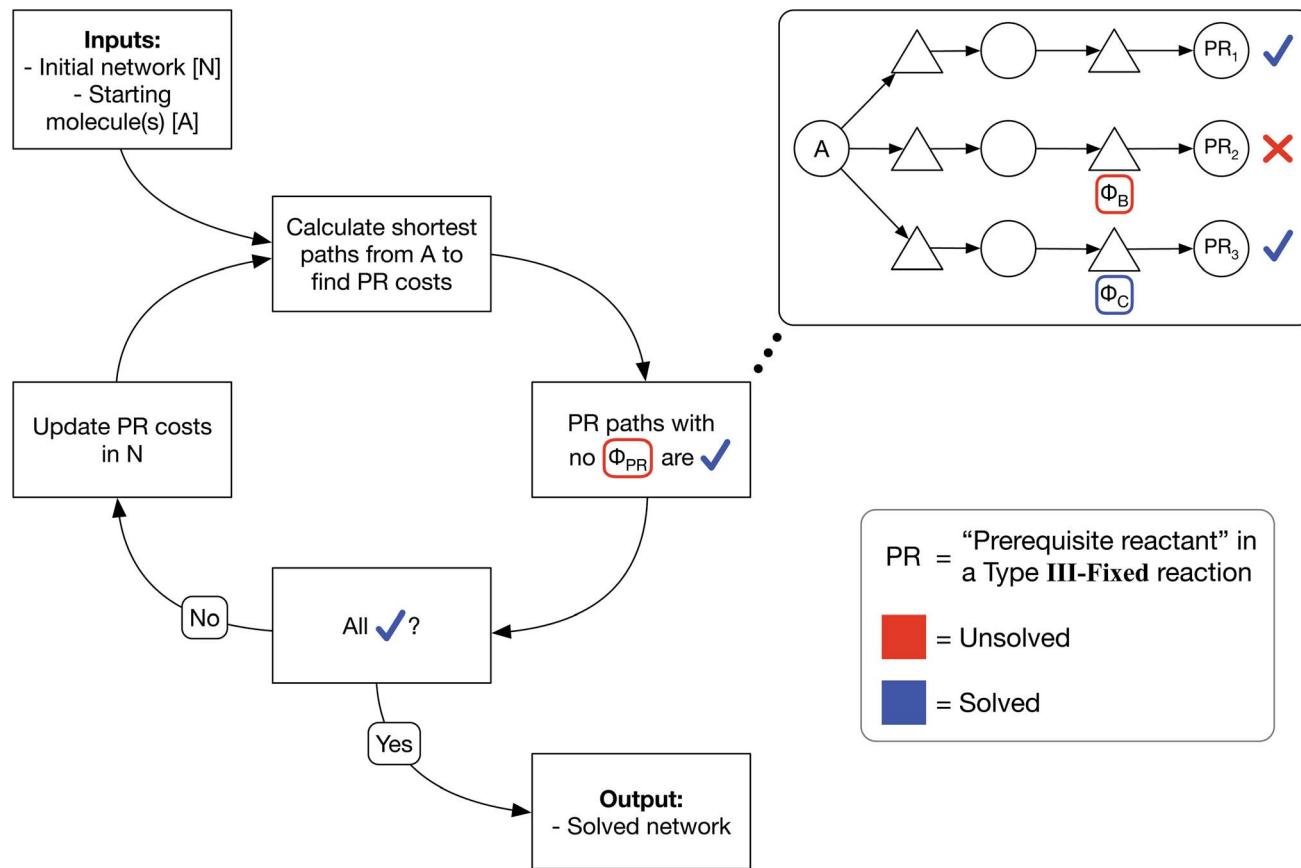 Inputs:
- Initial network [N]
- Starting
molecule(s) [A]
Calculate shortest
paths from A to
find PR costs
Update PR costs
in N
PR paths with
no Φ_PR are ✓
All ✓?
No
Yes
Output:
- Solved network
A
PR₁
PR₂
Φ_B
PR₃
Φ_C
PR = “Prerequisite reactant” in
a Type III-Fixed reaction
= Unsolved
= Solved